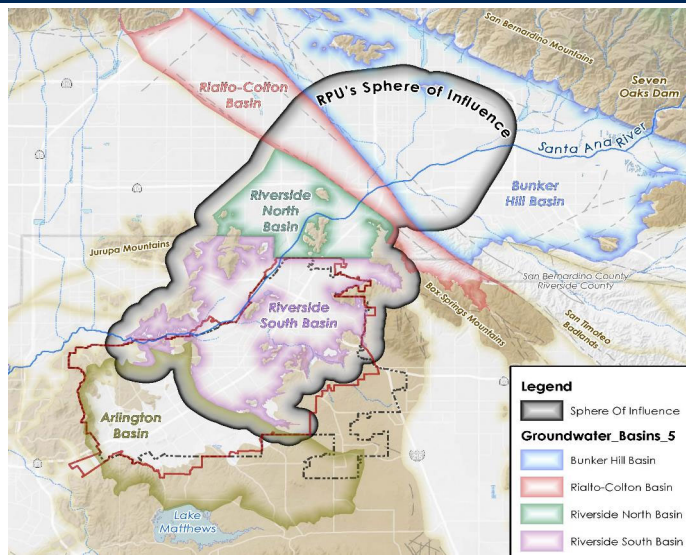 San Bernardino Mountains
Seven
Oaks Dam
Rialto-Colton
Basin
RPU's Sphere of Influence
Santa Ana River
Bunker
Hill Basin
Riverside
North
Basin
Jurupa Mountains
San Bernardino County
Riverside County
Box Springs Mountains
San Timoteo
Badlands
Riverside
South Basin
Arlington
Basin
Lake
Matthews
Legend
Sphere Of Influence
Groundwater_Basins_5
Bunker Hill Basin
Rialto-Colton Basin
Riverside North Basin
Riverside South Basin